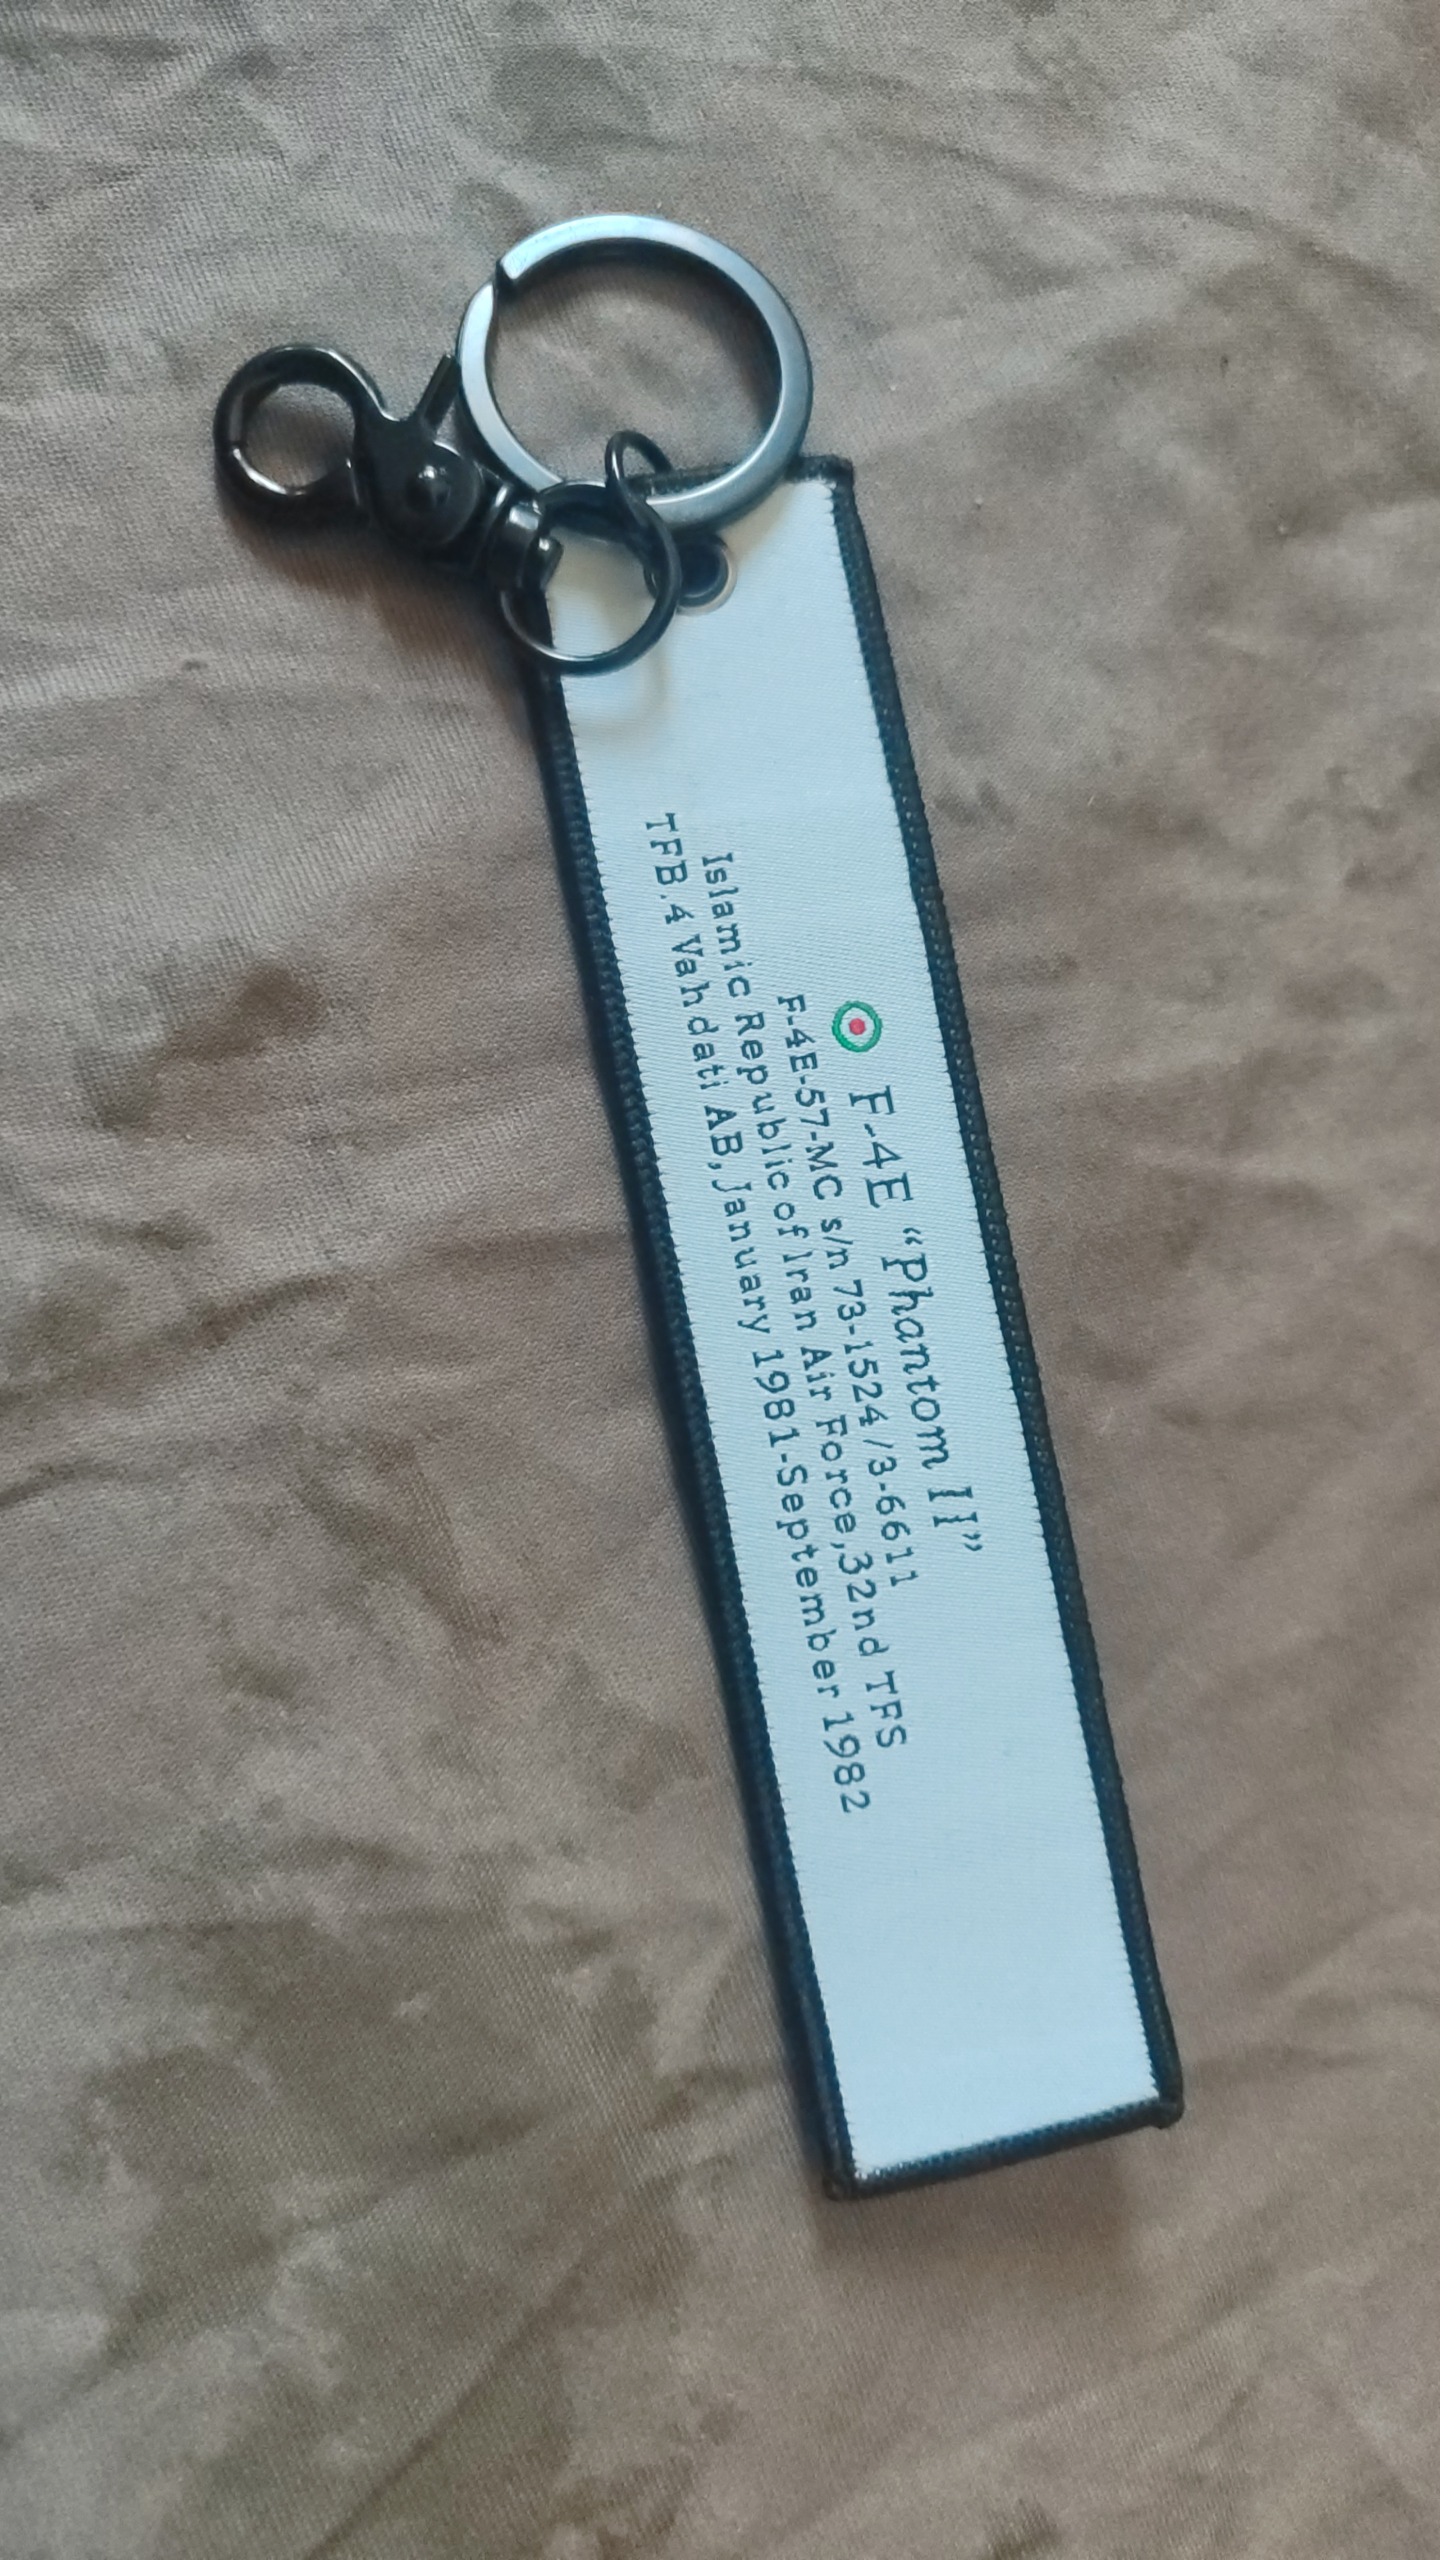 F-4E “Phantom II”
F-4E-57-MC s/n 73-1524 /3-6611
Islamic Republic of Iran Air Force,32nd TFS
TFB.4 Vahdati AB,January 1981-September 1982